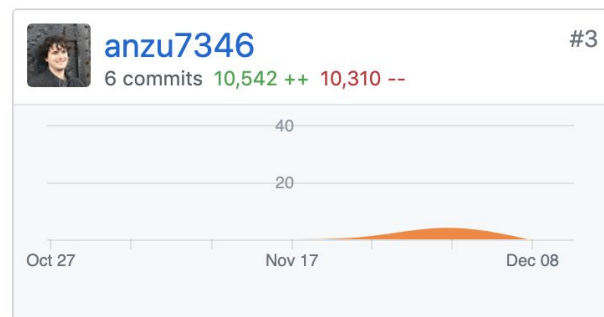 anzu7346 #3
6 commits 10,542 ++ 10,310 --
40
20
Oct 27 Nov 17 Dec 08